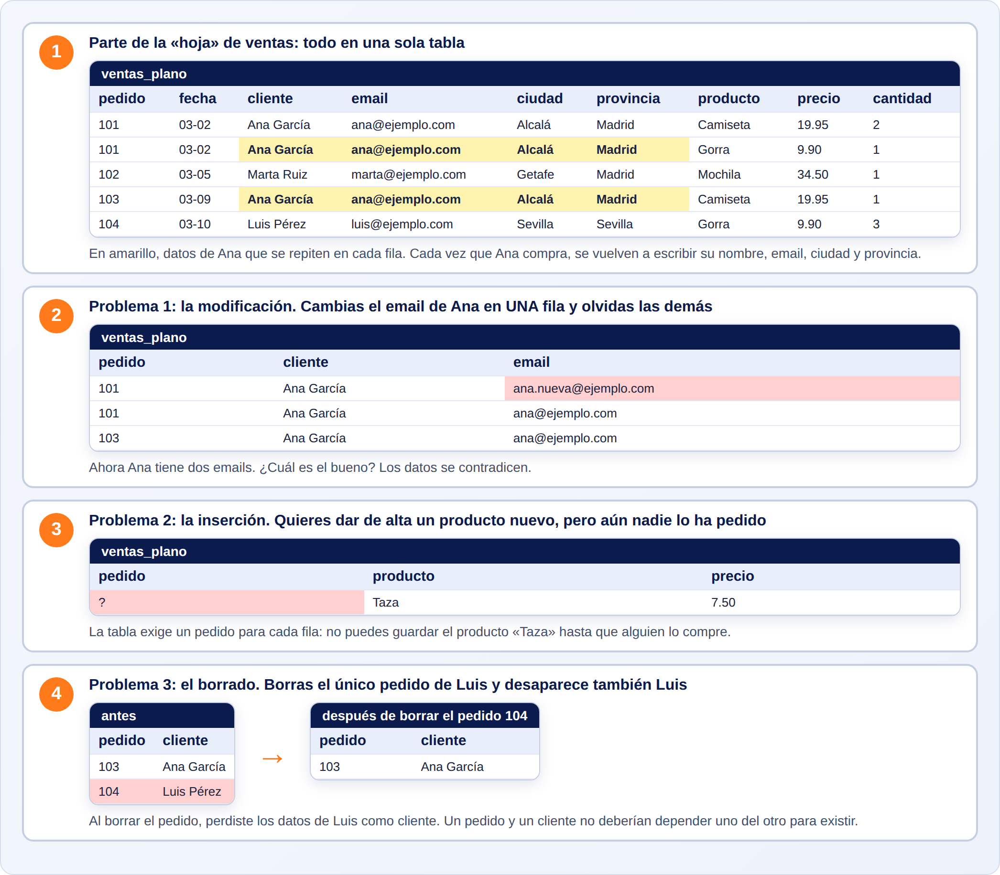 1
Parte de la «hoja» de ventas: todo en una sola tabla
ventas_plano
pedido fecha cliente email ciudad provincia producto precio cantidad
101 03-02 Ana García ana@ejemplo.com Alcalá Madrid Camiseta 19.95 2
101 03-02 Ana García ana@ejemplo.com Alcalá Madrid Gorra 9.90 1
102 03-05 Marta Ruiz marta@ejemplo.com Getafe Madrid Mochila 34.50 1
103 03-09 Ana García ana@ejemplo.com Alcalá Madrid Camiseta 19.95 1
104 03-10 Luis Pérez luis@ejemplo.com Sevilla Sevilla Gorra 9.90 3
En amarillo, datos de Ana que se repiten en cada fila. Cada vez que Ana compra, se vuelven a escribir su nombre, email, ciudad y provincia.
2
Problema 1: la modificación. Cambias el email de Ana en UNA fila y olvidas las demás
ventas_plano
pedido cliente email
101 Ana García ana.nueva@ejemplo.com
101 Ana García ana@ejemplo.com
103 Ana García ana@ejemplo.com
Ahora Ana tiene dos emails. ¿Cuál es el bueno? Los datos se contradicen.
3
Problema 2: la inserción. Quieres dar de alta un producto nuevo, pero aún nadie lo ha pedido
ventas_plano
pedido producto precio
? Taza 7.50
La tabla exige un pedido para cada fila: no puedes guardar el producto «Taza» hasta que alguien lo compre.
4
Problema 3: el borrado. Borras el único pedido de Luis y desaparece también Luis
antes
pedido cliente
103 Ana García
104 Luis Pérez
→
después de borrar el pedido 104
pedido cliente
103 Ana García
Al borrar el pedido, perdiste los datos de Luis como cliente. Un pedido y un cliente no deberían depender uno del otro para existir.